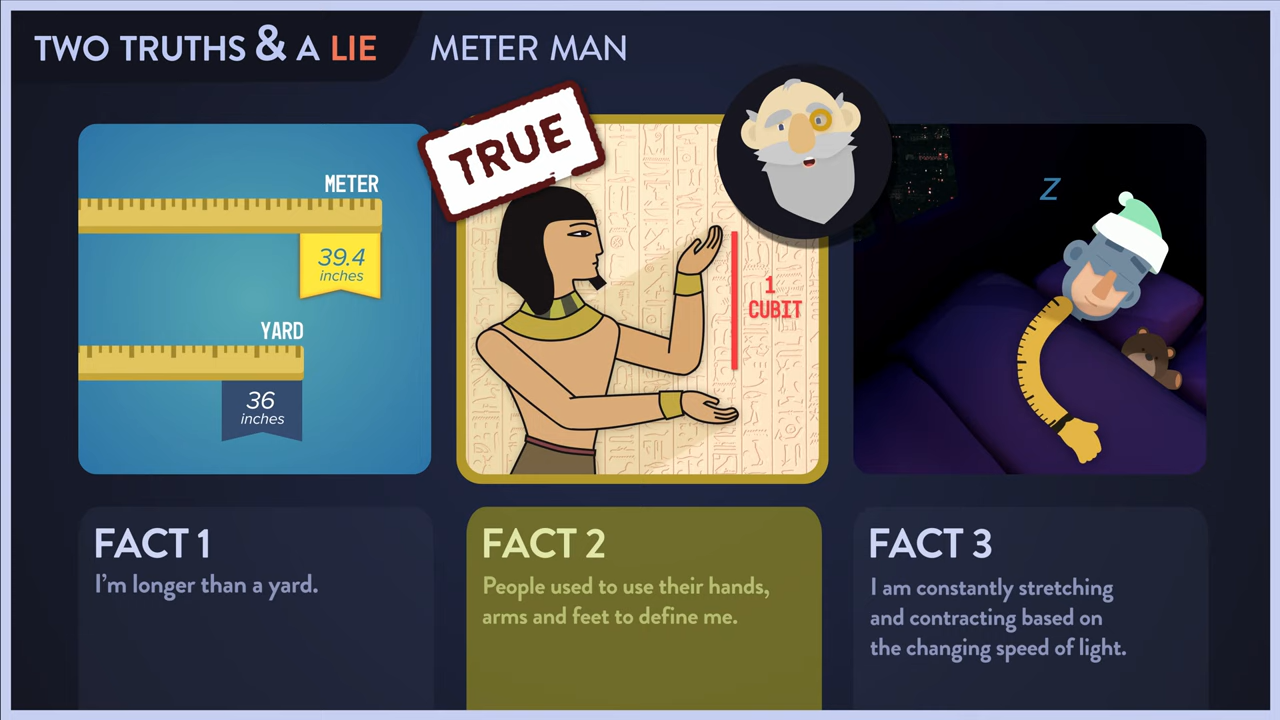 TWO TRUTHS & A LIE
METER MAN
METER
39.4
inches
YARD
36
inches
TRUE
1
CUBIT
Z
FACT 1
I'm longer than a yard.
FACT 2
People used to use their hands,
arms and feet to define me.
FACT 3
I am constantly stretching
and contracting based on
the changing speed of light.